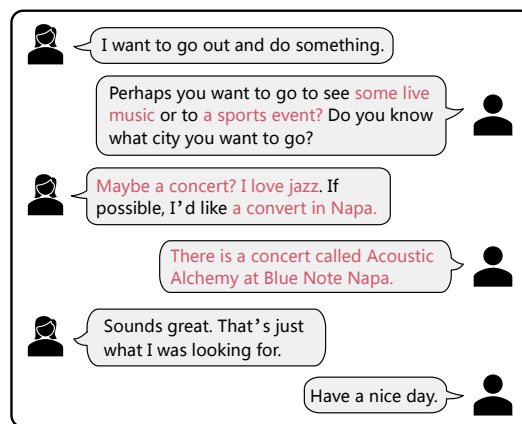 I want to go out and do something.
Perhaps you want to go to see some live
music or to a sports event? Do you know
what city you want to go?
Maybe a concert? I love jazz. If
possible, I’d like a convert in Napa.
There is a concert called Acoustic
Alchemy at Blue Note Napa.
Sounds great. That’s just
what I was looking for.
Have a nice day.